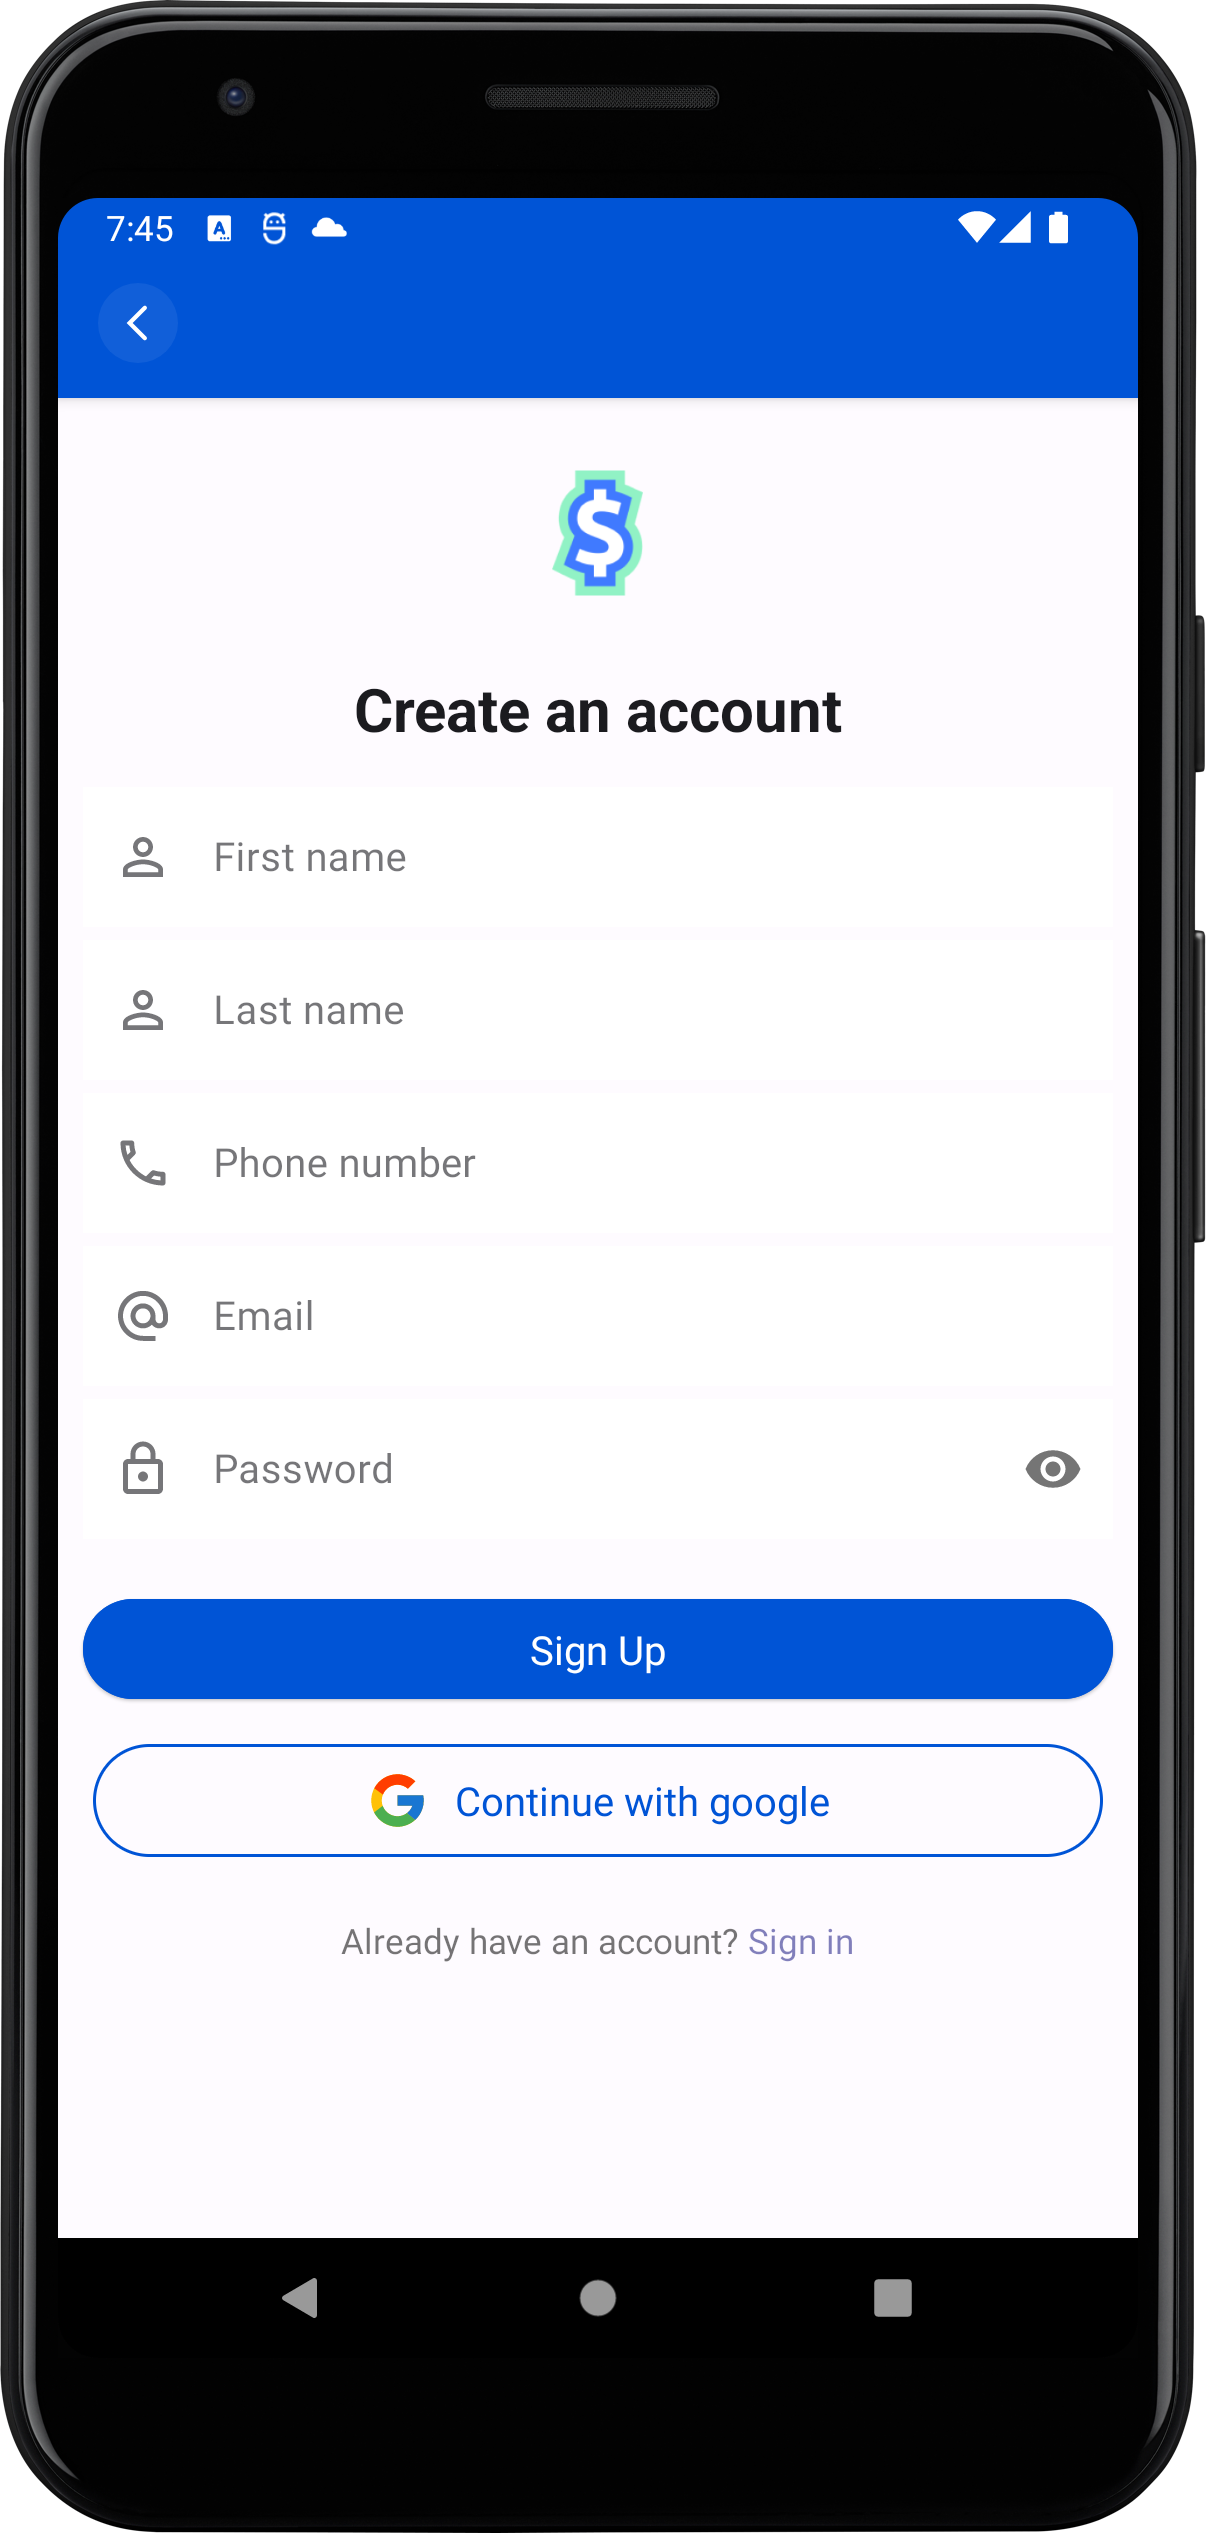 7:45
$
Create an account
First name
Last name
Phone number
Email
Password
Sign Up
Continue with google
Already have an account? Sign in